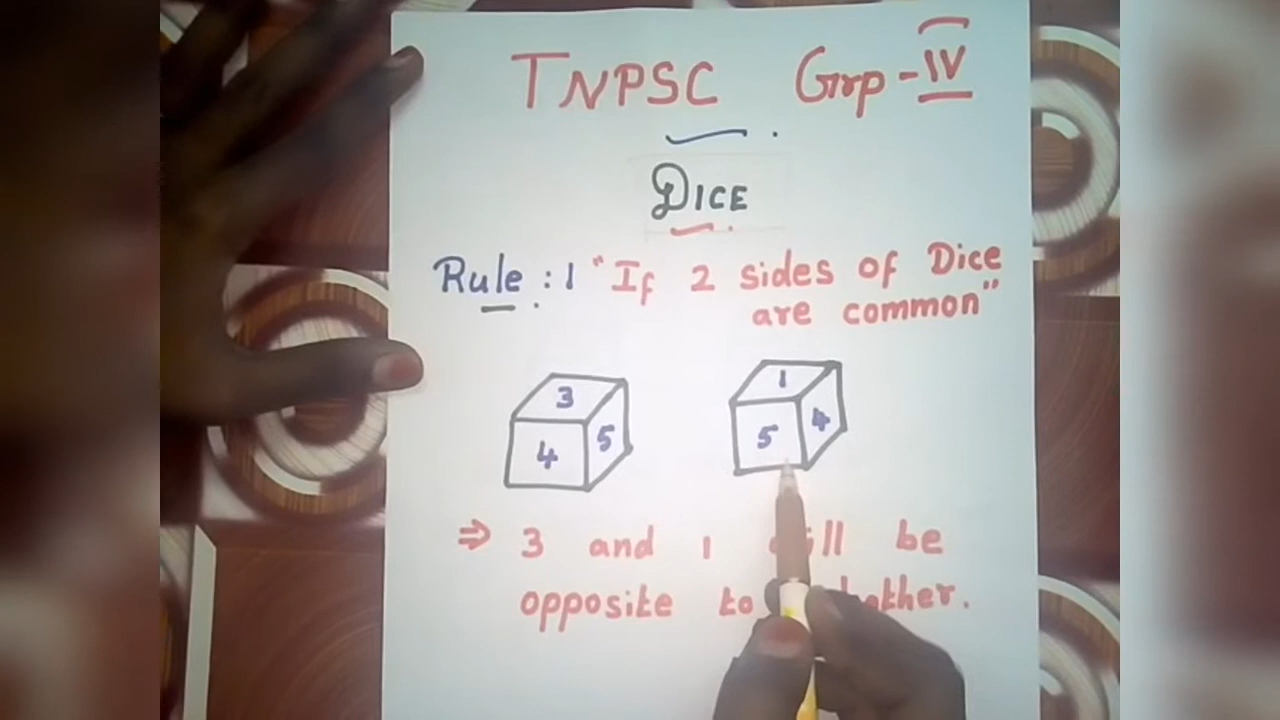 TNPSC Grp-IV
DICE
Rule : 1 "If 2 sides of Dice
are common"
3
4
5
1
5
4
⇒ 3 and 1 be
opposite to